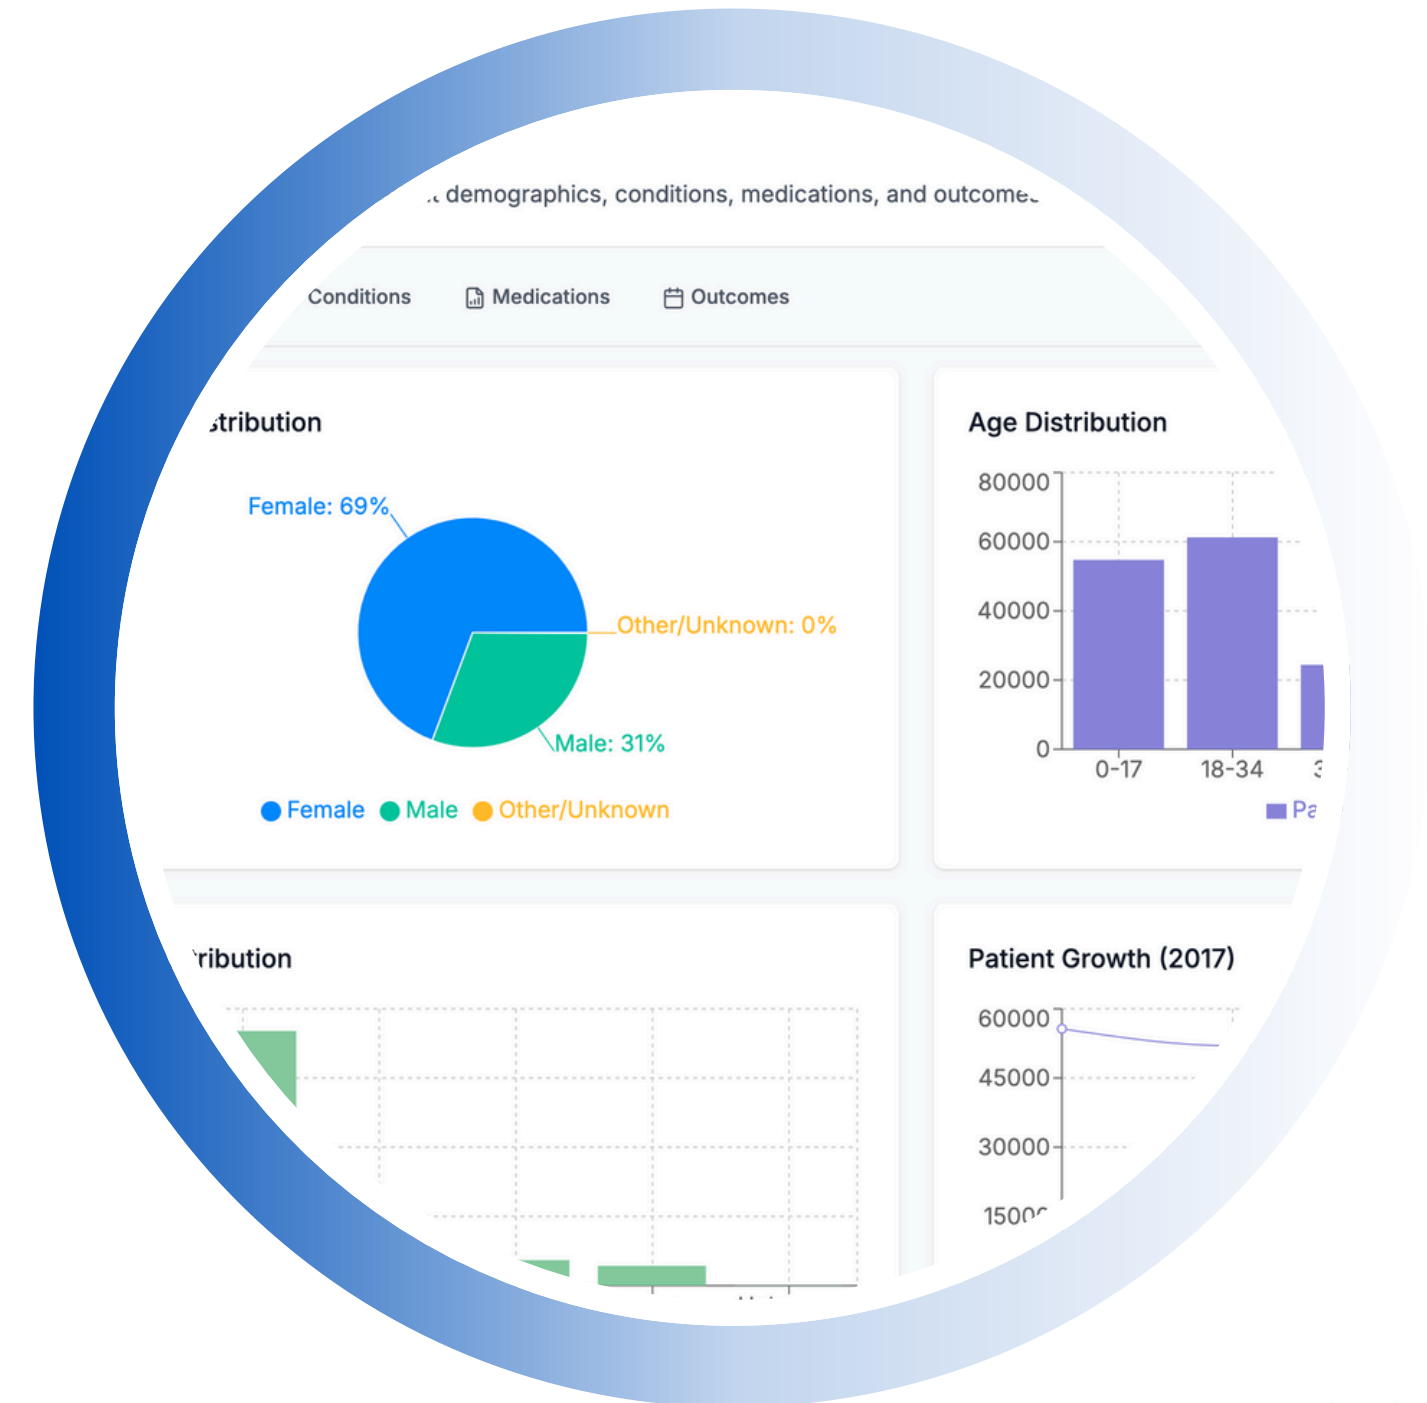 demographics, conditions, medications, and
Conditions Medications Outcomes
Age Distribution
Female: 69%
Other/Unknown: 0%
Male: 31%
Female Male Other/Unknown
80000
60000
40000
20000
0
0-17 18-34
Patient Growth (2017)
60000
45000
30000